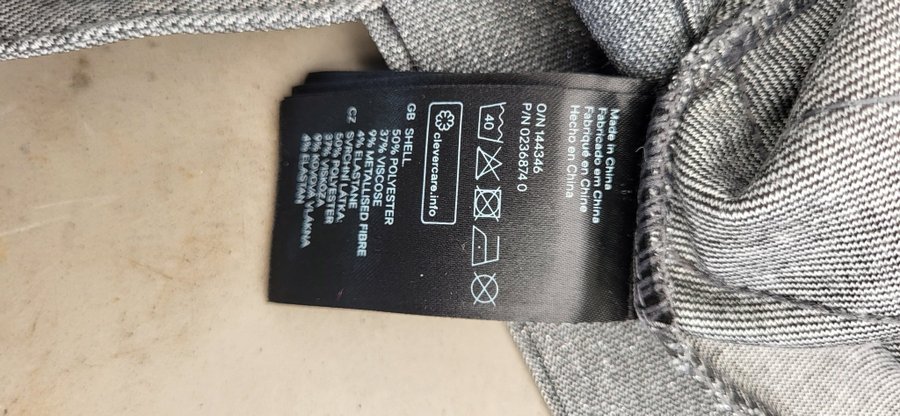 Made in China
Fabricado em China
Fabriqué en Chine
Hecho en China
O/N 144346
P/N 0236874 0
40
clevercare.info
GB SHELL
50% POLYESTER
37% VISCOSE
9% METALLISED FIBRE
4% ELASTANE
CZ
SVRCHNÍ LÁTKA:
50% POLYESTER
37% VISKÓZA
9% KOVOVÁ VLÁKNA
4% ELASTAN